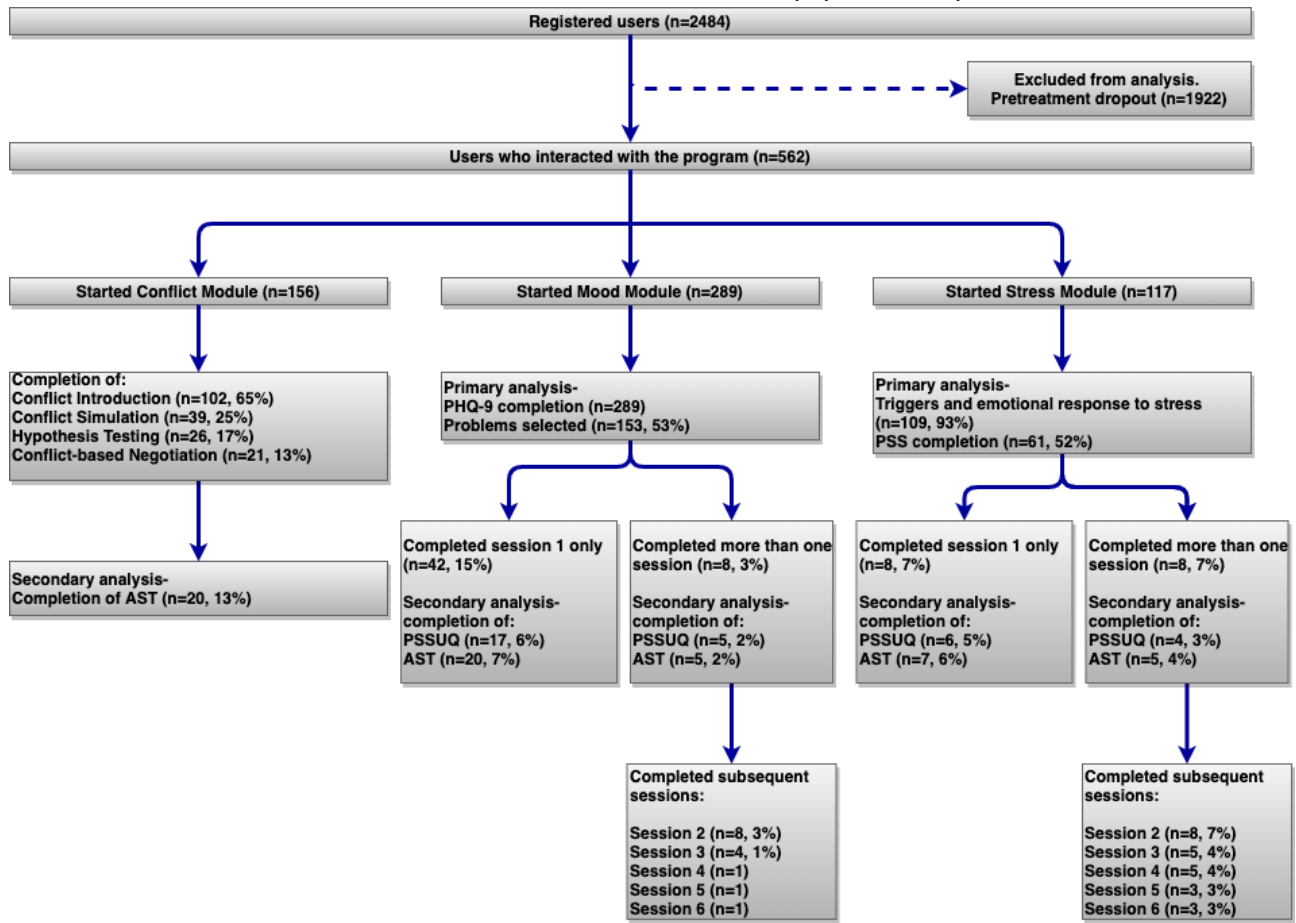 Registered users (n=2484)
Excluded from analysis.
Pretreatment dropout (n=1922)
Users who interacted with the program (n=562)
Started Conflict Module (n=156)
Started Mood Module (n=289)
Started Stress Module (n=117)
Completion of:
Conflict Introduction (n=102, 65%)
Conflict Simulation (n=39, 25%)
Hypothesis Testing (n=26, 17%)
Conflict-based Negotiation (n=21, 13%)
Primary analysis-
PHQ-9 completion (n=289)
Problems selected (n=153, 53%)
Primary analysis-
Triggers and emotional response to stress
(n=109, 93%)
PSS completion (n=61, 52%)
Secondary analysis-
Completion of AST (n=20, 13%)
Completed session 1 only
(n=42, 15%)
Secondary analysis-
completion of:
PSSUQ (n=17, 6%)
AST (n=20, 7%)
Completed more than one
session (n=8, 3%)
Secondary analysis-
completion of:
PSSUQ (n=5, 2%)
AST (n=5, 2%)
Completed session 1 only
(n=8, 7%)
Secondary analysis-
completion of:
PSSUQ (n=6, 5%)
AST (n=7, 6%)
Completed more than one
session (n=8, 7%)
Secondary analysis-
completion of:
PSSUQ (n=4, 3%)
AST (n=5, 4%)
Completed subsequent
sessions:
Session 2 (n=8, 3%)
Session 3 (n=4, 1%)
Session 4 (n=1)
Session 5 (n=1)
Session 6 (n=1)
Completed subsequent
sessions:
Session 2 (n=8, 7%)
Session 3 (n=5, 4%)
Session 4 (n=5, 4%)
Session 5 (n=3, 3%)
Session 6 (n=3, 3%)